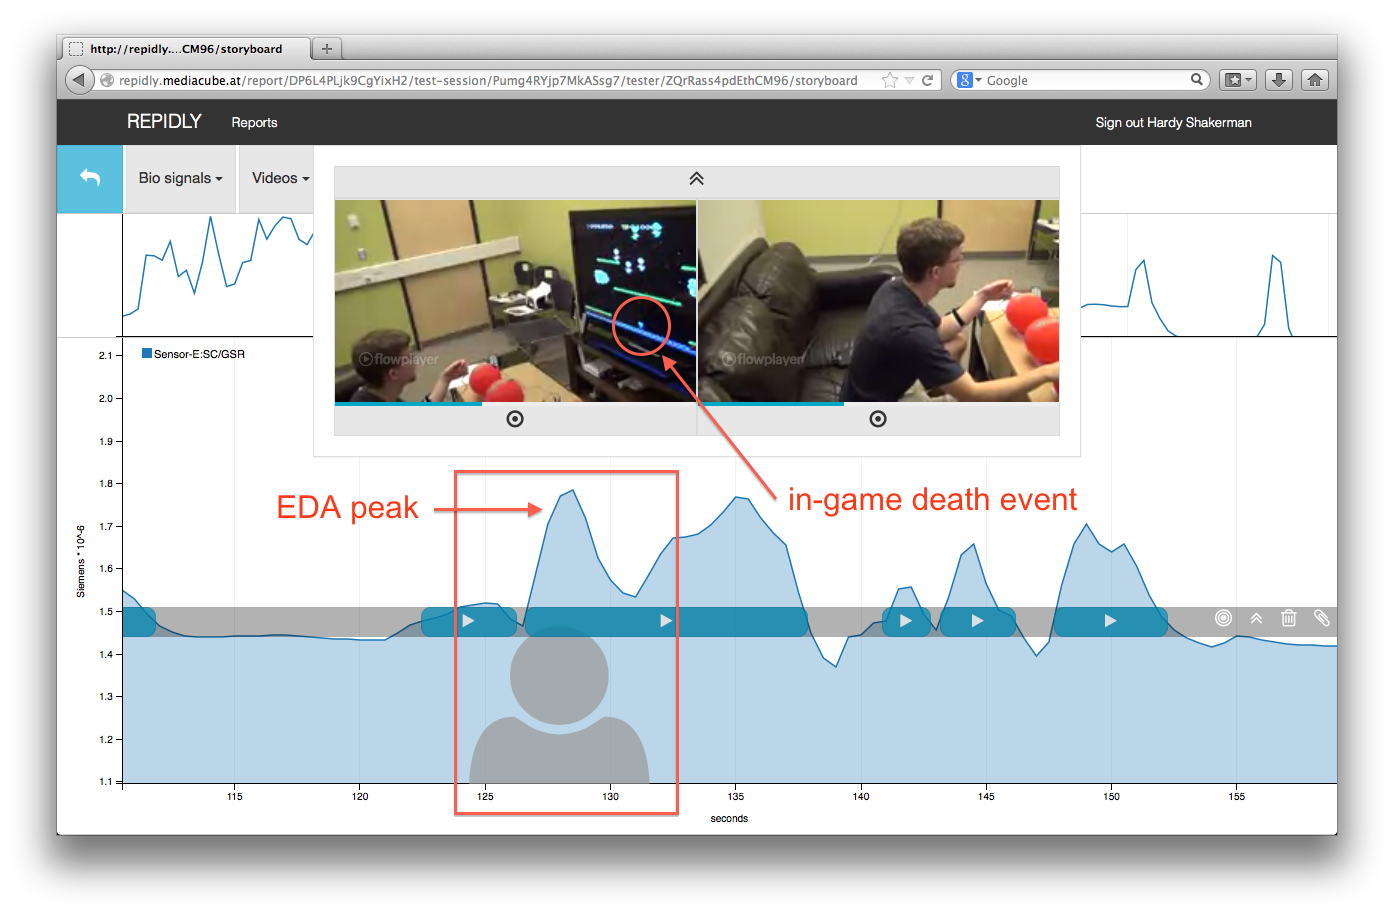 http://repidly....CM96/storyboard
repidly.mediacube.at/report/DP6L4PLjk9CgYixH2/test-session/Pumg4RYjp7MkASsg7/tester/ZQrRass4pdEthCM96/storyboard
Google
REPIDLY
Reports
Sign out Hardy Shakerman
Bio signals
Videos
flowplayer
flowplayer
Sensor-E:SC/GSR
EDA peak
in-game death event
Siemens * 10^-6
2.1
2.0
1.9
1.8
1.7
1.6
1.5
1.4
1.3
1.2
1.1
115 120 125 130 135 140 145 150 155
seconds